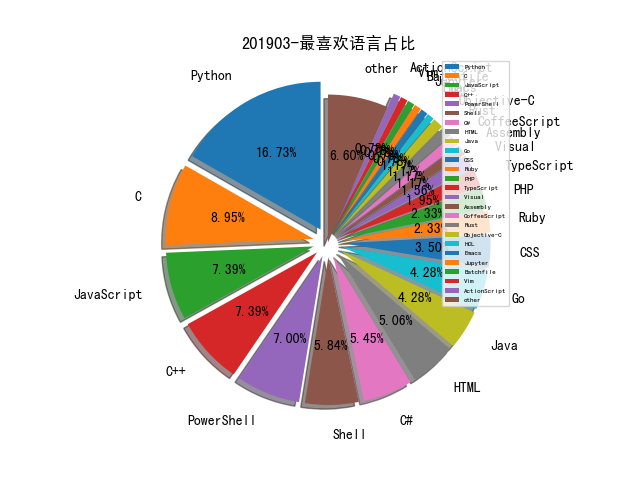 201903-最喜欢语言占比
Python
16.73%
C
8.95%
JavaScript
7.39%
C++
7.39%
PowerShell
7.00%
Shell
5.84%
C#
5.45%
HTML
5.06%
Java
4.28%
Go
4.28%
CSS
3.50%
Ruby
2.33%
PHP
2.33%
TypeScript
1.95%
Visual
1.56%
Assembly
CoffeeScript
other
6.60%
Python
C
JavaScript
C++
PowerShell
Shell
C#
HTML
Java
Go
CSS
Ruby
PHP
TypeScript
Visual
Assembly
CoffeeScript
Rust
Objective-C
HCL
Emacs
Jupyter
Batchfile
Vim
ActionScript
other